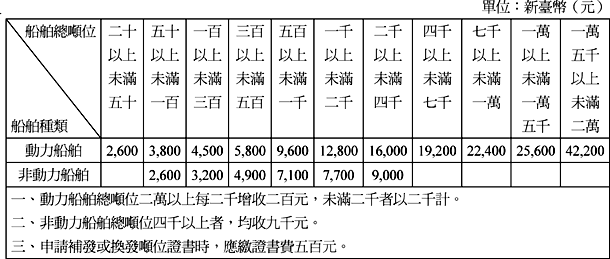 單位：新臺幣（元）
船舶總噸位 二十以上未滿五十 五十以上未滿一百 一百以上未滿三百 三百以上未滿五百 五百以上未滿一千 一千以上未滿二千 二千以上未滿四千 四千以上未滿七千 七千以上未滿一萬 一萬以上未滿一萬五千 一萬五千以上未滿二萬
船舶種類
動力船舶 2,600 3,800 4,500 5,800 9,600 12,800 16,000 19,200 22,400 25,600 42,200
非動力船舶 2,600 3,200 4,900 7,100 7,700 9,000
一、動力船舶總噸位二萬以上每二千增收二百元，未滿二千者以二千計。
二、非動力船舶總噸位四千以上者，均收九千元。
三、申請補發或換發噸位證書時，應繳證書費五百元。